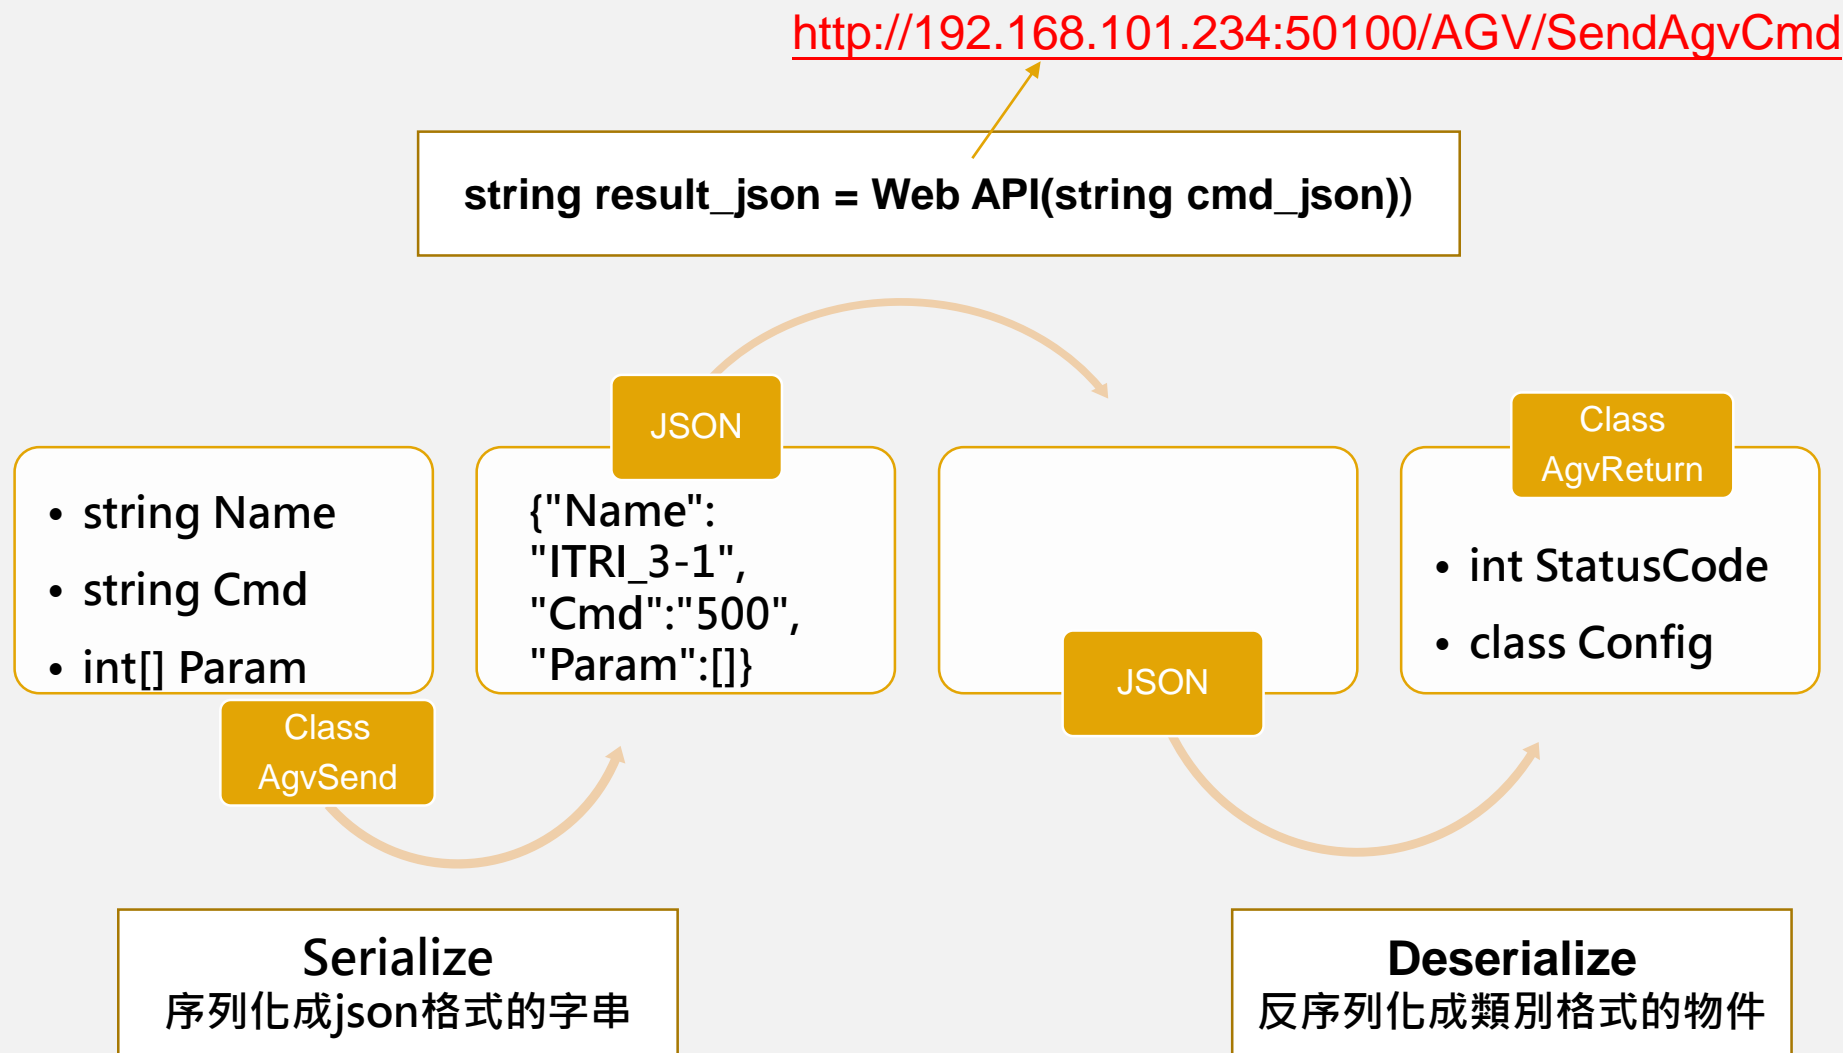 http://192.168.101.234:50100/AGV/SendAgvCmd
string result_json = Web API(string cmd_json))
• string Name
• string Cmd
• int[] Param
Class
AgvSend
JSON
{"Name":
"ITRI_3-1",
"Cmd":"500",
"Param":[]}
JSON
Class
AgvReturn
• int StatusCode
• class Config
Serialize
序列化成json格式的字串
Deserialize
反序列化成類別格式的物件